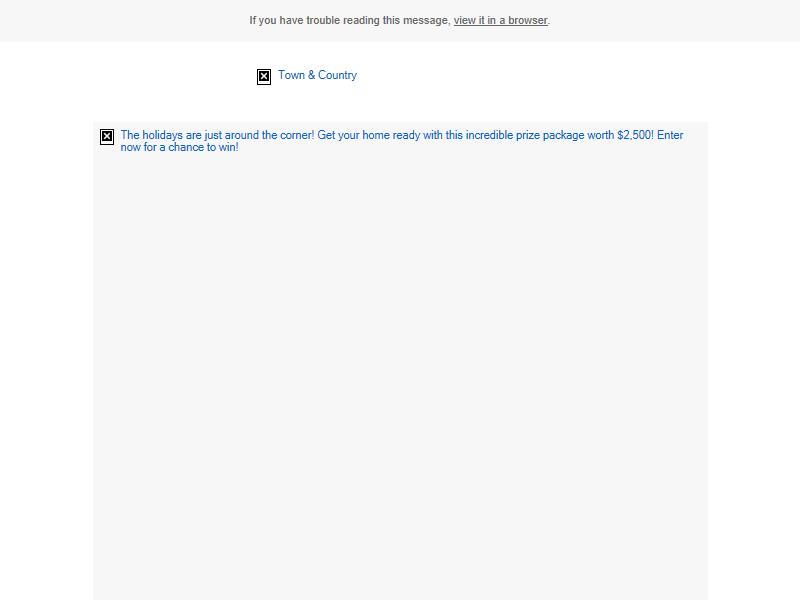 If you have trouble reading this message, view it in a browser.
Town & Country
The holidays are just around the corner! Get your home ready with this incredible prize package worth $2,500! Enter
now for a chance to win!